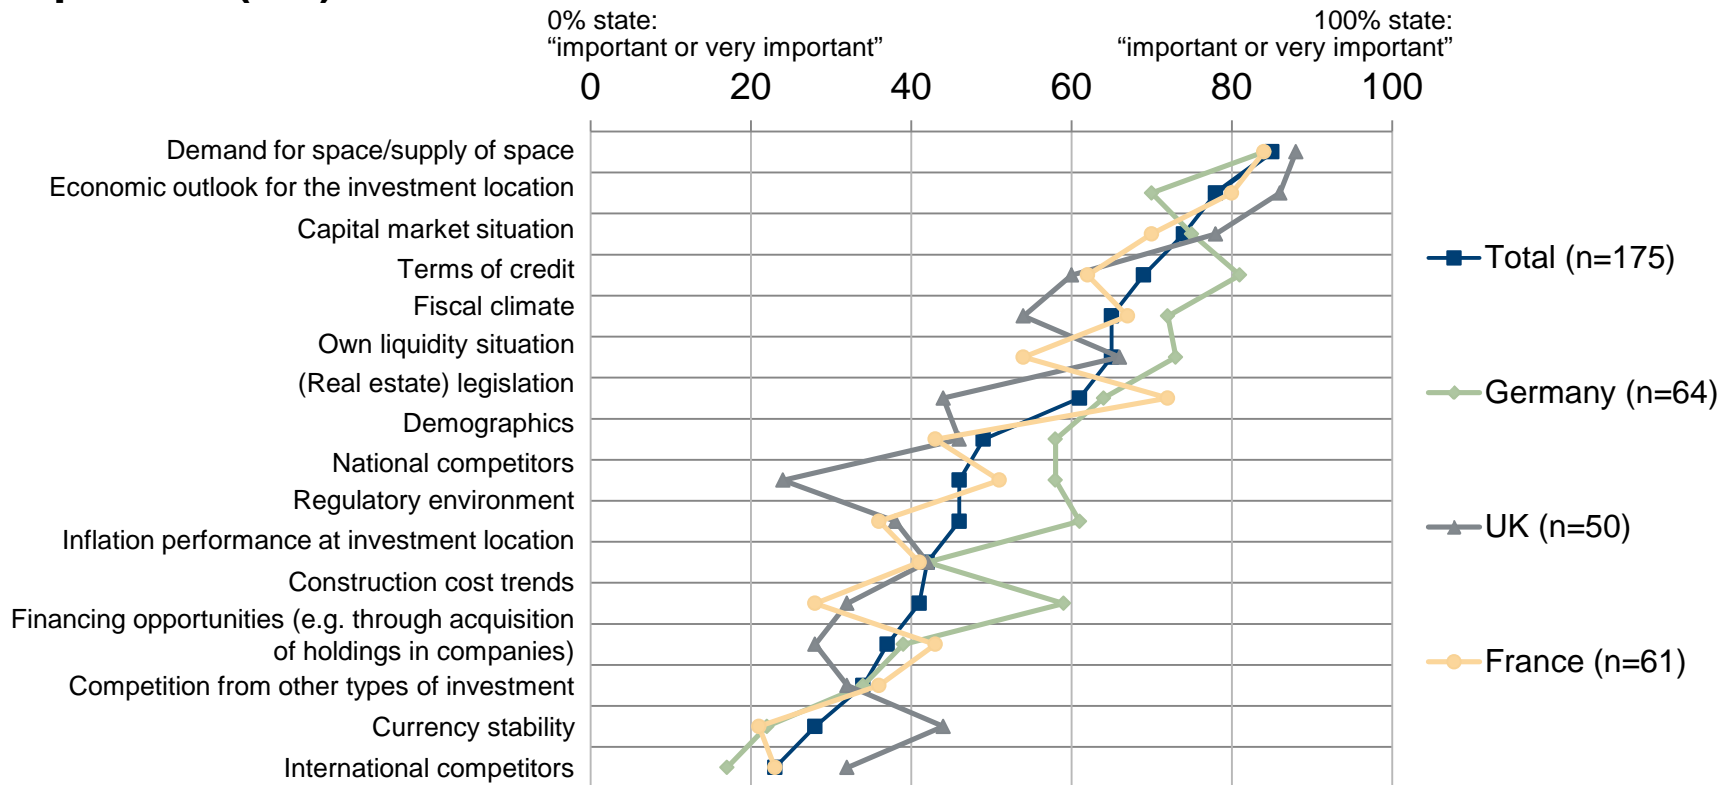 0% state:
“important or very important”
100% state:
“important or very important”
0 20 40 60 80 100
Demand for space/supply of space
Economic outlook for the investment location
Capital market situation
Terms of credit
Fiscal climate
Own liquidity situation
(Real estate) legislation
Demographics
National competitors
Regulatory environment
Inflation performance at investment location
Construction cost trends
Financing opportunities (e.g. through acquisition
of holdings in companies)
Competition from other types of investment
Currency stability
International competitors
Total (n=175)
Germany (n=64)
UK (n=50)
France (n=61)